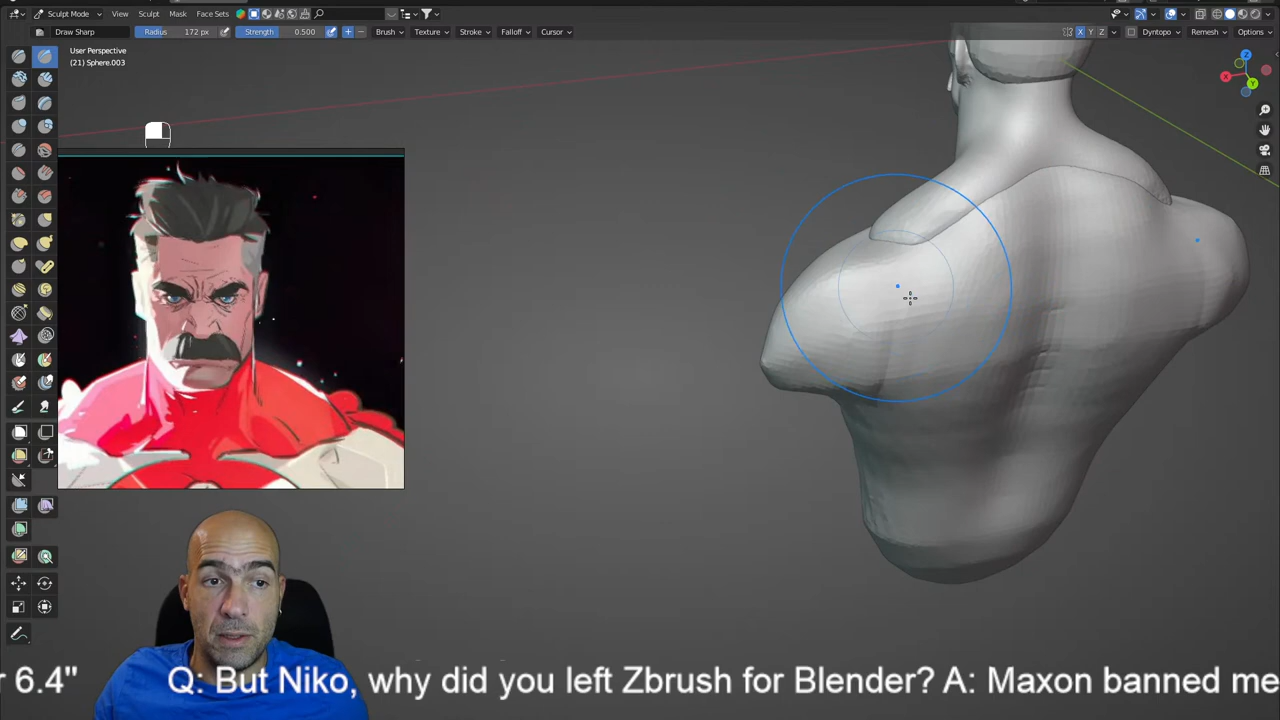 Sculpt Mode View Sculpt Mask Face Sets
Draw Sharp Radius 172 px Strength 0.500 Brush Texture Stroke Falloff Cursor X Y Z Dyntopo Remesh Options
User Perspective
(21) Sphere.003
Z
X
Y
r 6.4" Q: But Niko, why did you left Zbrush for Blender? A: Maxon banned me